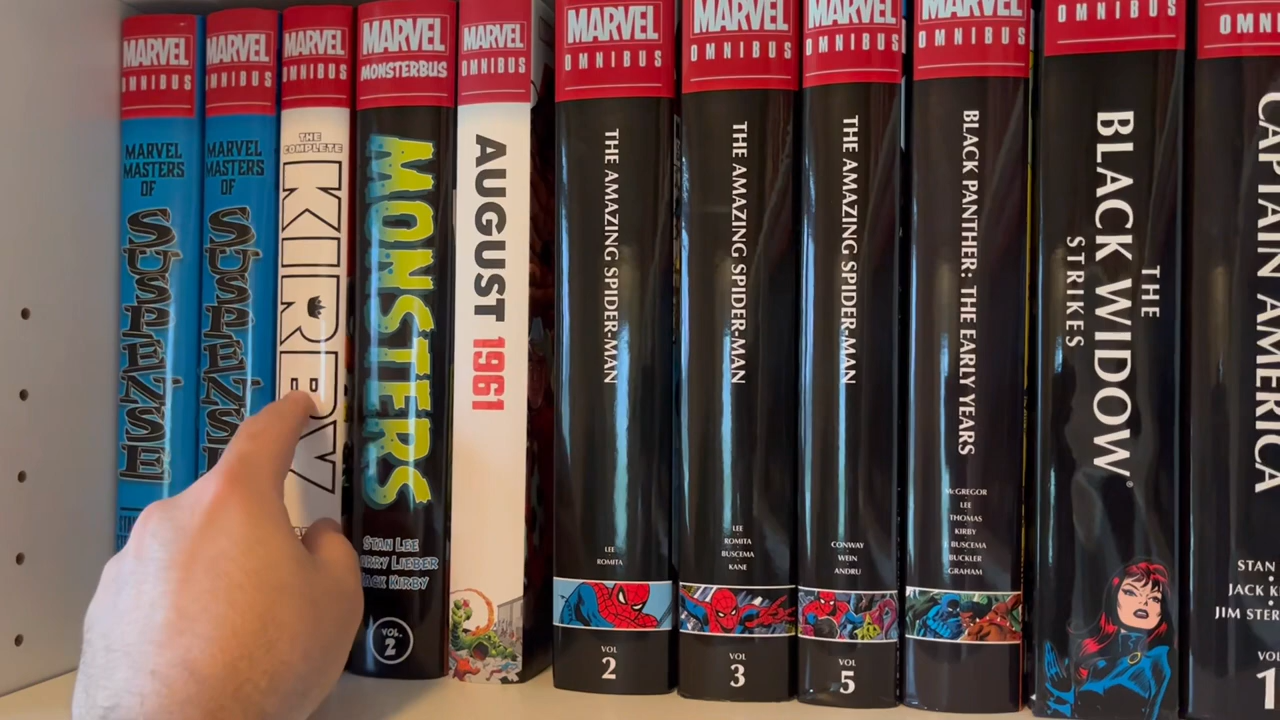 MARVEL
OMNIBUS
MARVEL
MASTERS
OF
SUSPENSE
MARVEL
OMNIBUS
MARVEL
MASTERS
OF
SUSPENSE
MARVEL
OMNIBUS
THE
COMPLETE
KIRBY
MARVEL
MONSTERBUS
MONSTERS
STAN LEE
LARRY LIEBER
JACK KIRBY
VOL.
2
MARVEL
OMNIBUS
AUGUST 1961
MARVEL
OMNIBUS
THE AMAZING SPIDER-MAN
LEE
ROMITA
VOL
2
MARVEL
OMNIBUS
THE AMAZING SPIDER-MAN
LEE
ROMITA
BUSCEMA
KANE
VOL
3
MARVEL
OMNIBUS
THE AMAZING SPIDER-MAN
CONWAY
WEIN
ANDRU
VOL
5
MARVEL
OMNIBUS
BLACK PANTHER: THE EARLY YEARS
McGREGOR
LEE
THOMAS
KIRBY
J. BUSCEMA
BUCKLER
GRAHAM
OMNIBUS
THE
BLACK WIDOW®
STRIKES
OMN
CAPTAIN AMERICA
STAN
JACK K
JIM STER
VOL
1